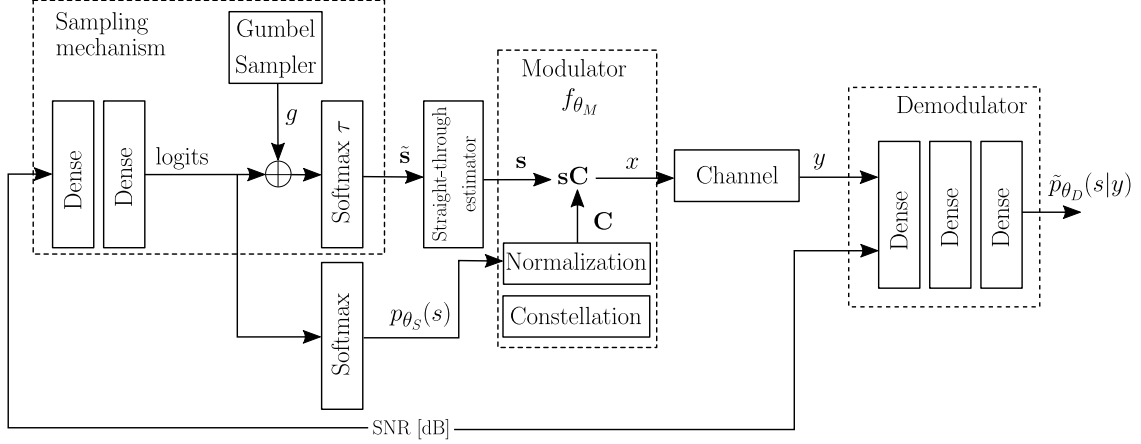 Sampling
mechanism
Gumbel
Sampler
g
Dense
Dense
logits
Softmax τ
s̃
Straight-through
estimator
s
Modulator
f_{θ_M}
sC
C
Normalization
Constellation
x
Channel
y
Demodulator
Dense
Dense
Dense
p̃_{θ_D}(s|y)
Softmax
p_{θ_S}(s)
SNR [dB]